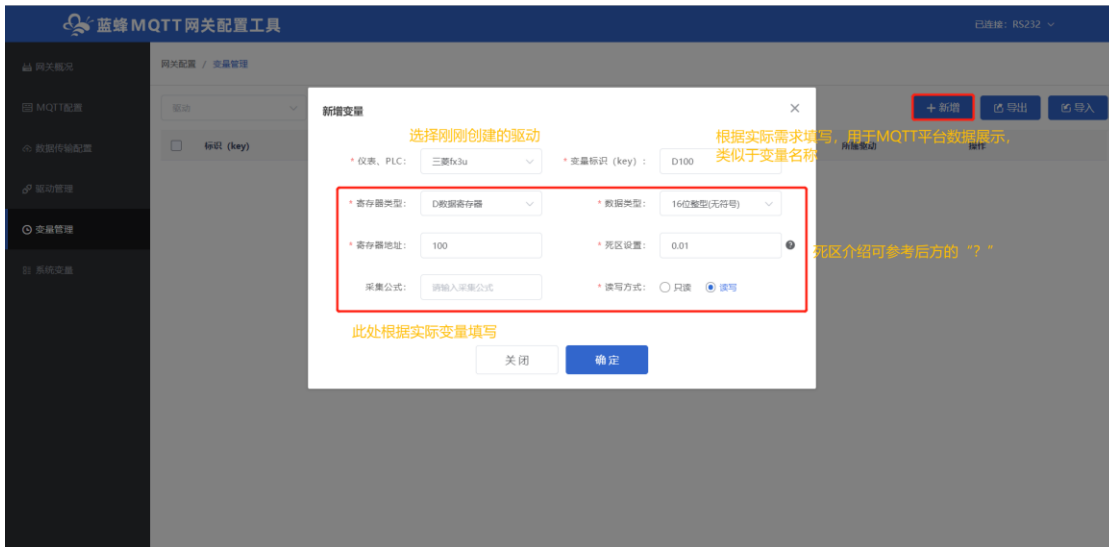 蓝蜂MQTT网关配置工具
已连接：RS232
网关概况
网关配置 / 变量管理
MQTT配置
驱动
新增变量
+ 新增
导出
导入
选择刚刚创建的驱动
根据实际需求填写，用于MQTT平台数据展示，
类似于变量名称
数据传输配置
标识 (key)
所属驱动
操作
* 仪表、PLC：
三菱fx3u
* 变量标识（key）：
D100
驱动管理
* 寄存器类型：
D数据寄存器
* 数据类型：
16位整型(无符号)
变量管理
* 寄存器地址：
100
* 死区设置：
0.01
死区介绍可参考后方的“？”
系统变量
采集公式：
请输入采集公式
* 读写方式：
只读
读写
此处根据实际变量填写
关闭
确定